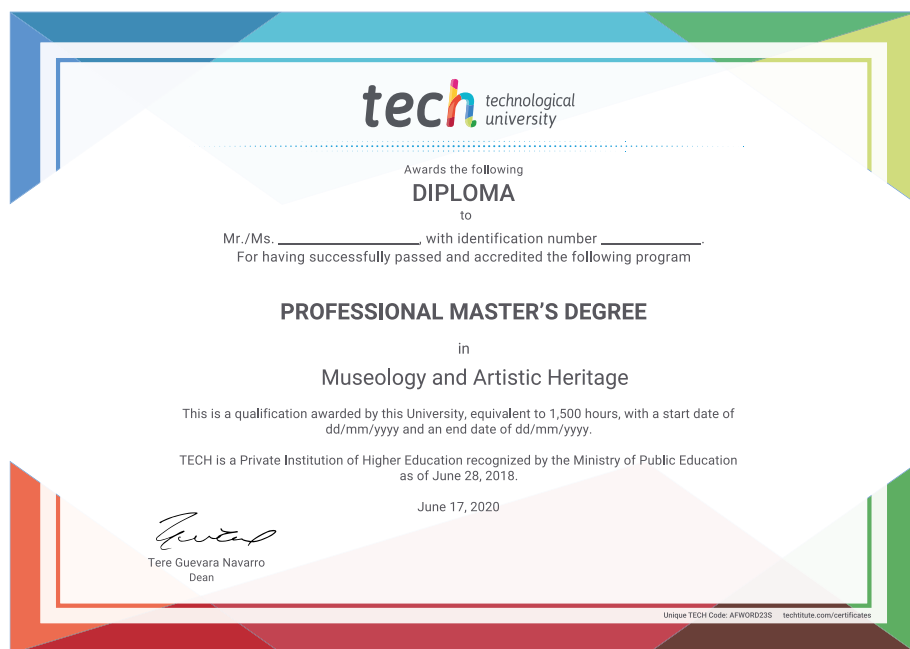 tech technological
university
Awards the following
DIPLOMA
to
Mr./Ms. ____________________, with identification number ______________.
For having successfully passed and accredited the following program
PROFESSIONAL MASTER'S DEGREE
in
Museology and Artistic Heritage
This is a qualification awarded by this University, equivalent to 1,500 hours, with a start date of
dd/mm/yyyy and an end date of dd/mm/yyyy.
TECH is a Private Institution of Higher Education recognized by the Ministry of Public Education
as of June 28, 2018.
June 17, 2020
Tere Guevara Navarro
Dean
Unique TECH Code: AFWORD23S techtitute.com/certificates